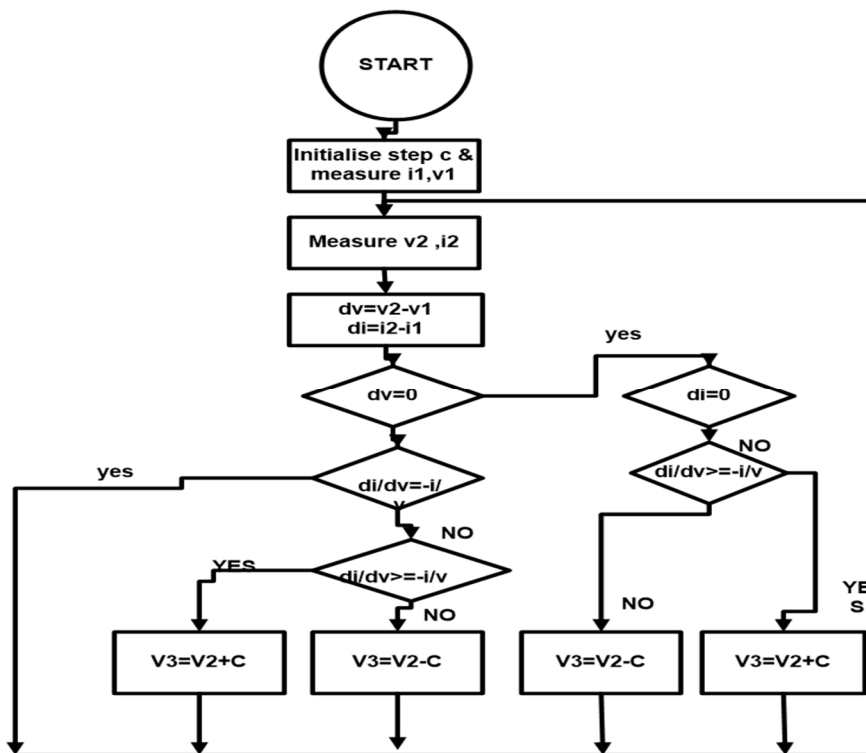 START
Initialise step c &
measure i1,v1
Measure v2 ,i2
dv=v2-v1
di=i2-i1
yes
dv=0
di=0
NO
yes
di/dv=-i/
v
di/dv>=-i/v
NO
YES
di/dv>=-i/v
NO
NO
YE
S
V3=V2+C
V3=V2-C
V3=V2-C
V3=V2+C